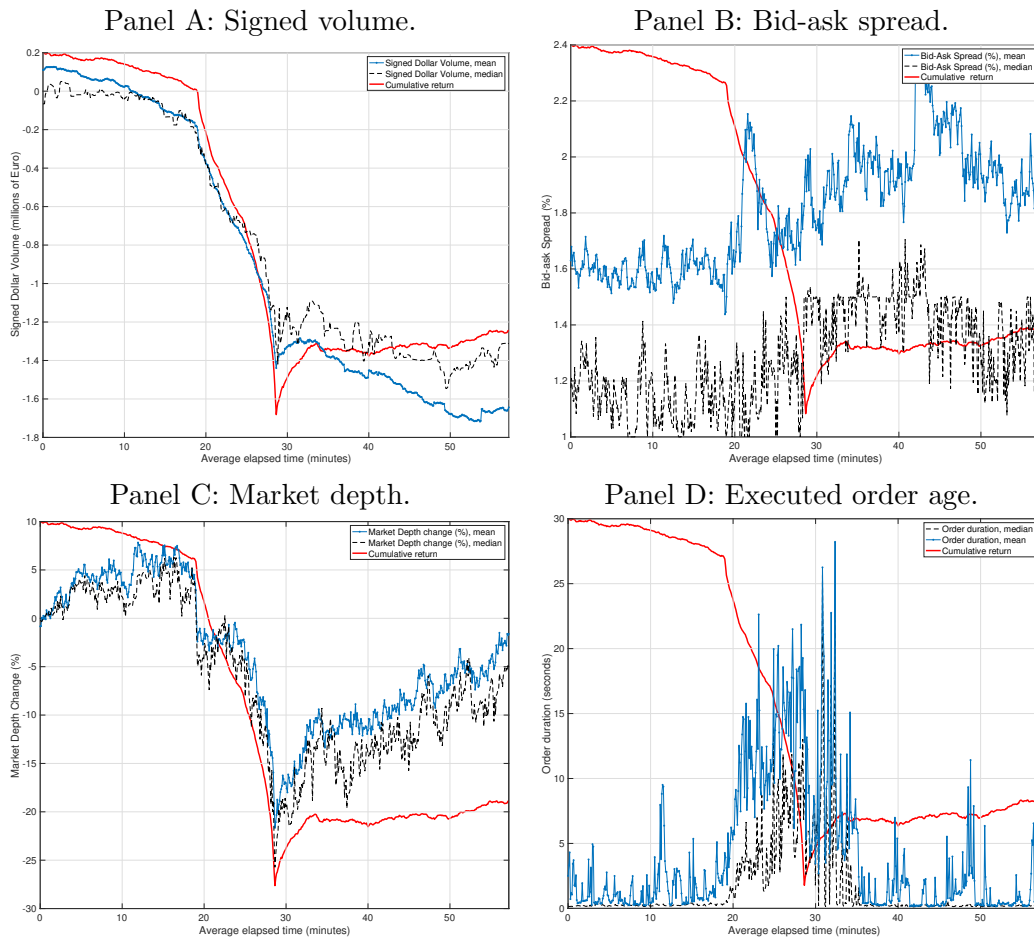 Panel A: Signed volume.
Signed Dollar Volume (millions of Euro)
0.2
0
-0.2
-0.4
-0.6
-0.8
-1
-1.2
-1.4
-1.6
-1.8
Signed Dollar Volume, mean
Signed Dollar Volume, median
Cumulative return
0 10 20 30 40 50
Average elapsed time (minutes)
Panel B: Bid-ask spread.
Bid-ask Spread (%)
2.4
2.2
2
1.8
1.6
1.4
1.2
1
Bid-Ask Spread (%), mean
Bid-Ask Spread (%), median
Cumulative return
0 10 20 30 40 50
Average elapsed time (minutes)
Panel C: Market depth.
Market Depth Change (%)
10
5
0
-5
-10
-15
-20
-25
-30
Market Depth change (%), mean
Market Depth change (%), median
Cumulative return
0 10 20 30 40 50
Average elapsed time (minutes)
Panel D: Executed order age.
Order duration (seconds)
30
25
20
15
10
5
0
Order duration, median
Order duration, mean
Cumulative return
0 10 20 30 40 50
Average elapsed time (minutes)